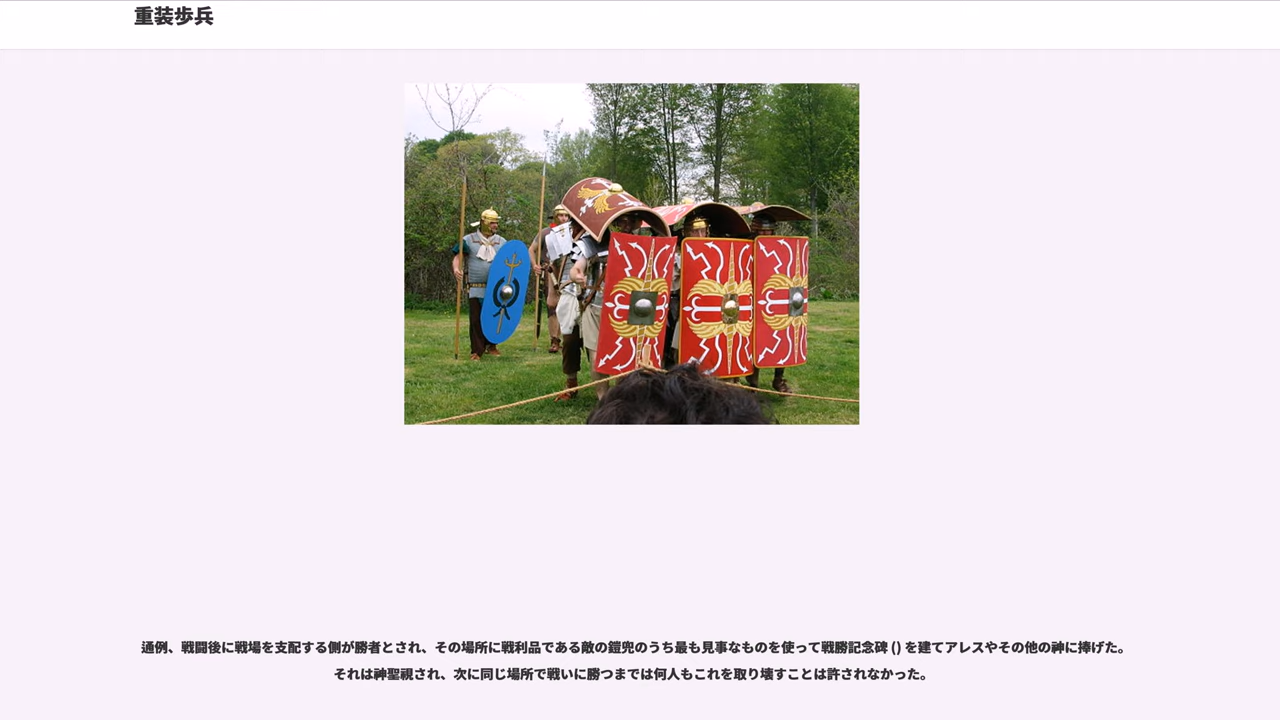 重装歩兵
通例、戦闘後に戦場を支配する側が勝者とされ、その場所に戦利品である敵の鎧兜のうち最も見事なものを使って戦勝記念碑 () を建てアレスやその他の神に捧げた。
それは神聖視され、次に同じ場所で戦いに勝つまでは何人もこれを取り壊すことは許されなかった。